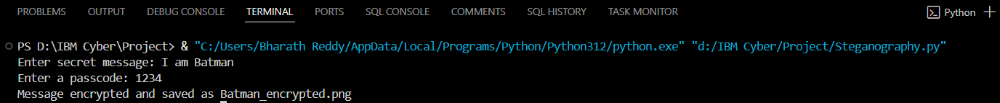 PROBLEMS OUTPUT DEBUG CONSOLE TERMINAL PORTS SQL CONSOLE COMMENTS SQL HISTORY TASK MONITOR Python
PS D:\IBM Cyber\Project> & "C:/Users/Bharath Reddy/AppData/Local/Programs/Python/Python312/python.exe" "d:/IBM Cyber/Project/Steganography.py"
Enter secret message: I am Batman
Enter a passcode: 1234
Message encrypted and saved as Batman_encrypted.png